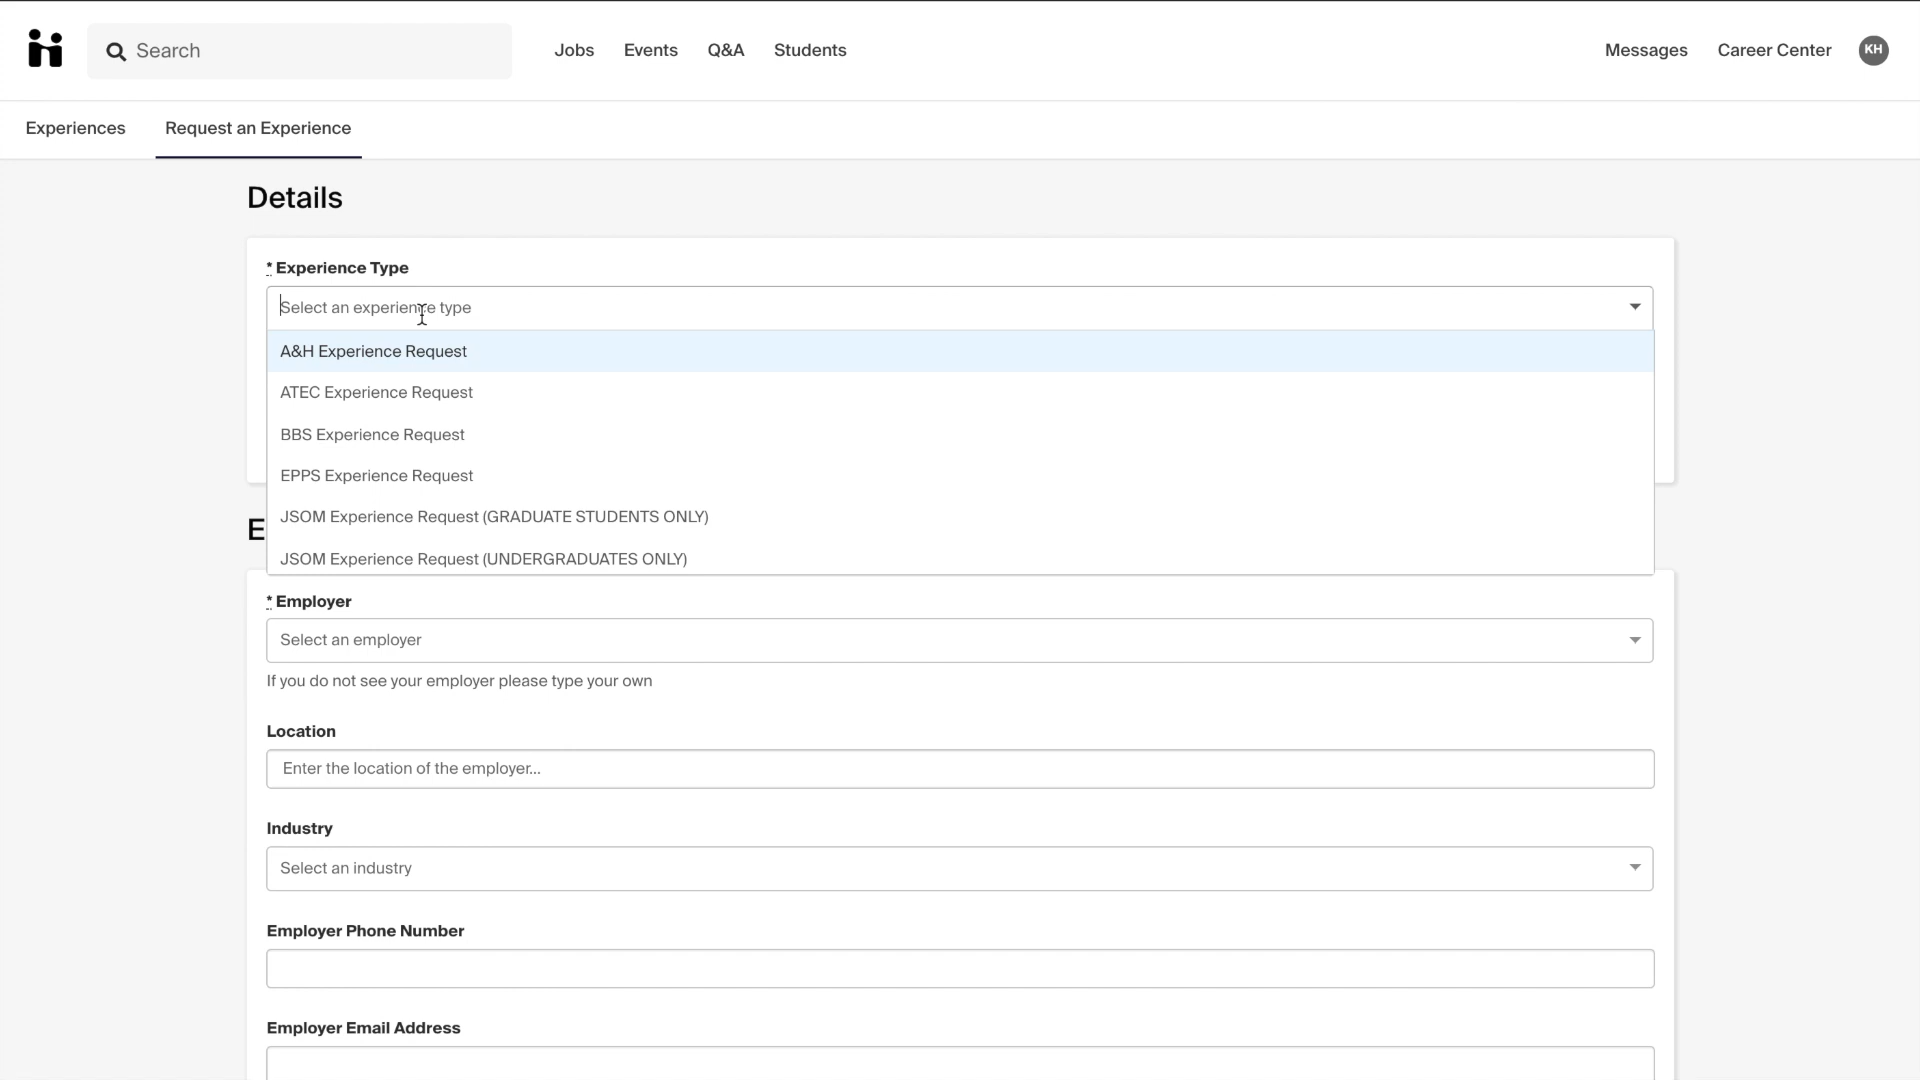 Search
Jobs
Events
Q&A
Students
Messages
Career Center
KH
Experiences
Request an Experience
Details
* Experience Type
Select an experience type
A&H Experience Request
ATEC Experience Request
BBS Experience Request
EPPS Experience Request
JSOM Experience Request (GRADUATE STUDENTS ONLY)
E
JSOM Experience Request (UNDERGRADUATES ONLY)
* Employer
Select an employer
If you do not see your employer please type your own
Location
Enter the location of the employer...
Industry
Select an industry
Employer Phone Number
Employer Email Address